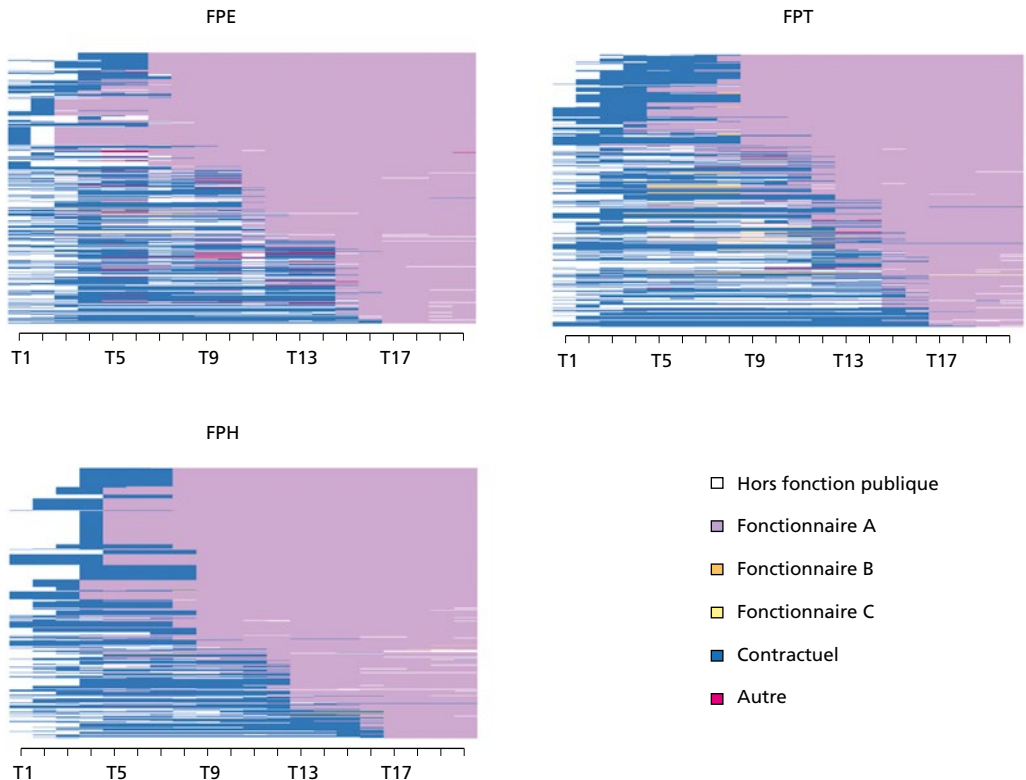 FPE
T1 T5 T9 T13 T17
FPT
T1 T5 T9 T13 T17
FPH
T1 T5 T9 T13 T17
Hors fonction publique
Fonctionnaire A
Fonctionnaire B
Fonctionnaire C
Contractuel
Autre